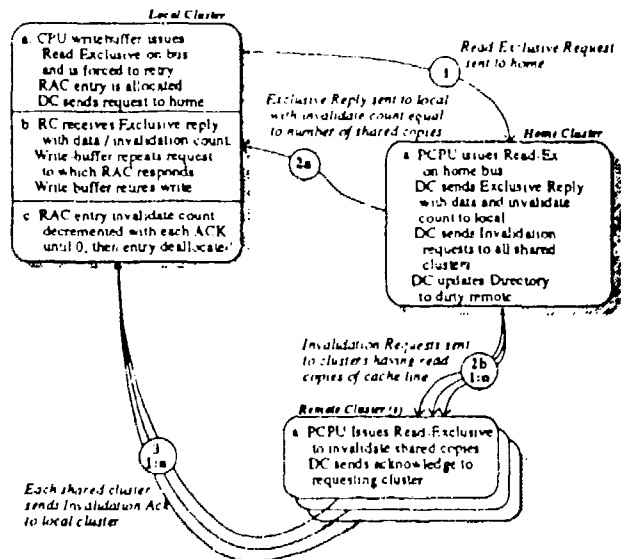 Local Cluster
a. CPU writebuffer issues
Read Exclusive on bus
and is forced to retry
RAC entry is allocated
DC sends request to home
b RC receives Exclusive reply
with data / invalidation count.
Write-buffer repeats request
to which RAC responds
Write buffer retires write
c RAC entry invalidate count
decremented with each ACK
until 0, then entry deallocated
1
Read Exclusive Request
sent to home
Exclusive Reply sent to local
with invalidate count equal
to number of shared copies
2a
Home Cluster
a PCPU issues Read-Ex
on home bus
DC sends Exclusive Reply
with data and invalidate
count to local
DC sends Invalidation
requests to all shared
clusters
DC updates Directory
to dirty remote
Invalidation Requests sent
to clusters having read
copies of cache line
2b
1:n
Remote Cluster(s)
a PCPU Issues Read-Exclusive
to invalidate shared copies
DC sends acknowledge to
requesting cluster
3
1:n
Each shared cluster
sends Invalidation Ack
to local cluster